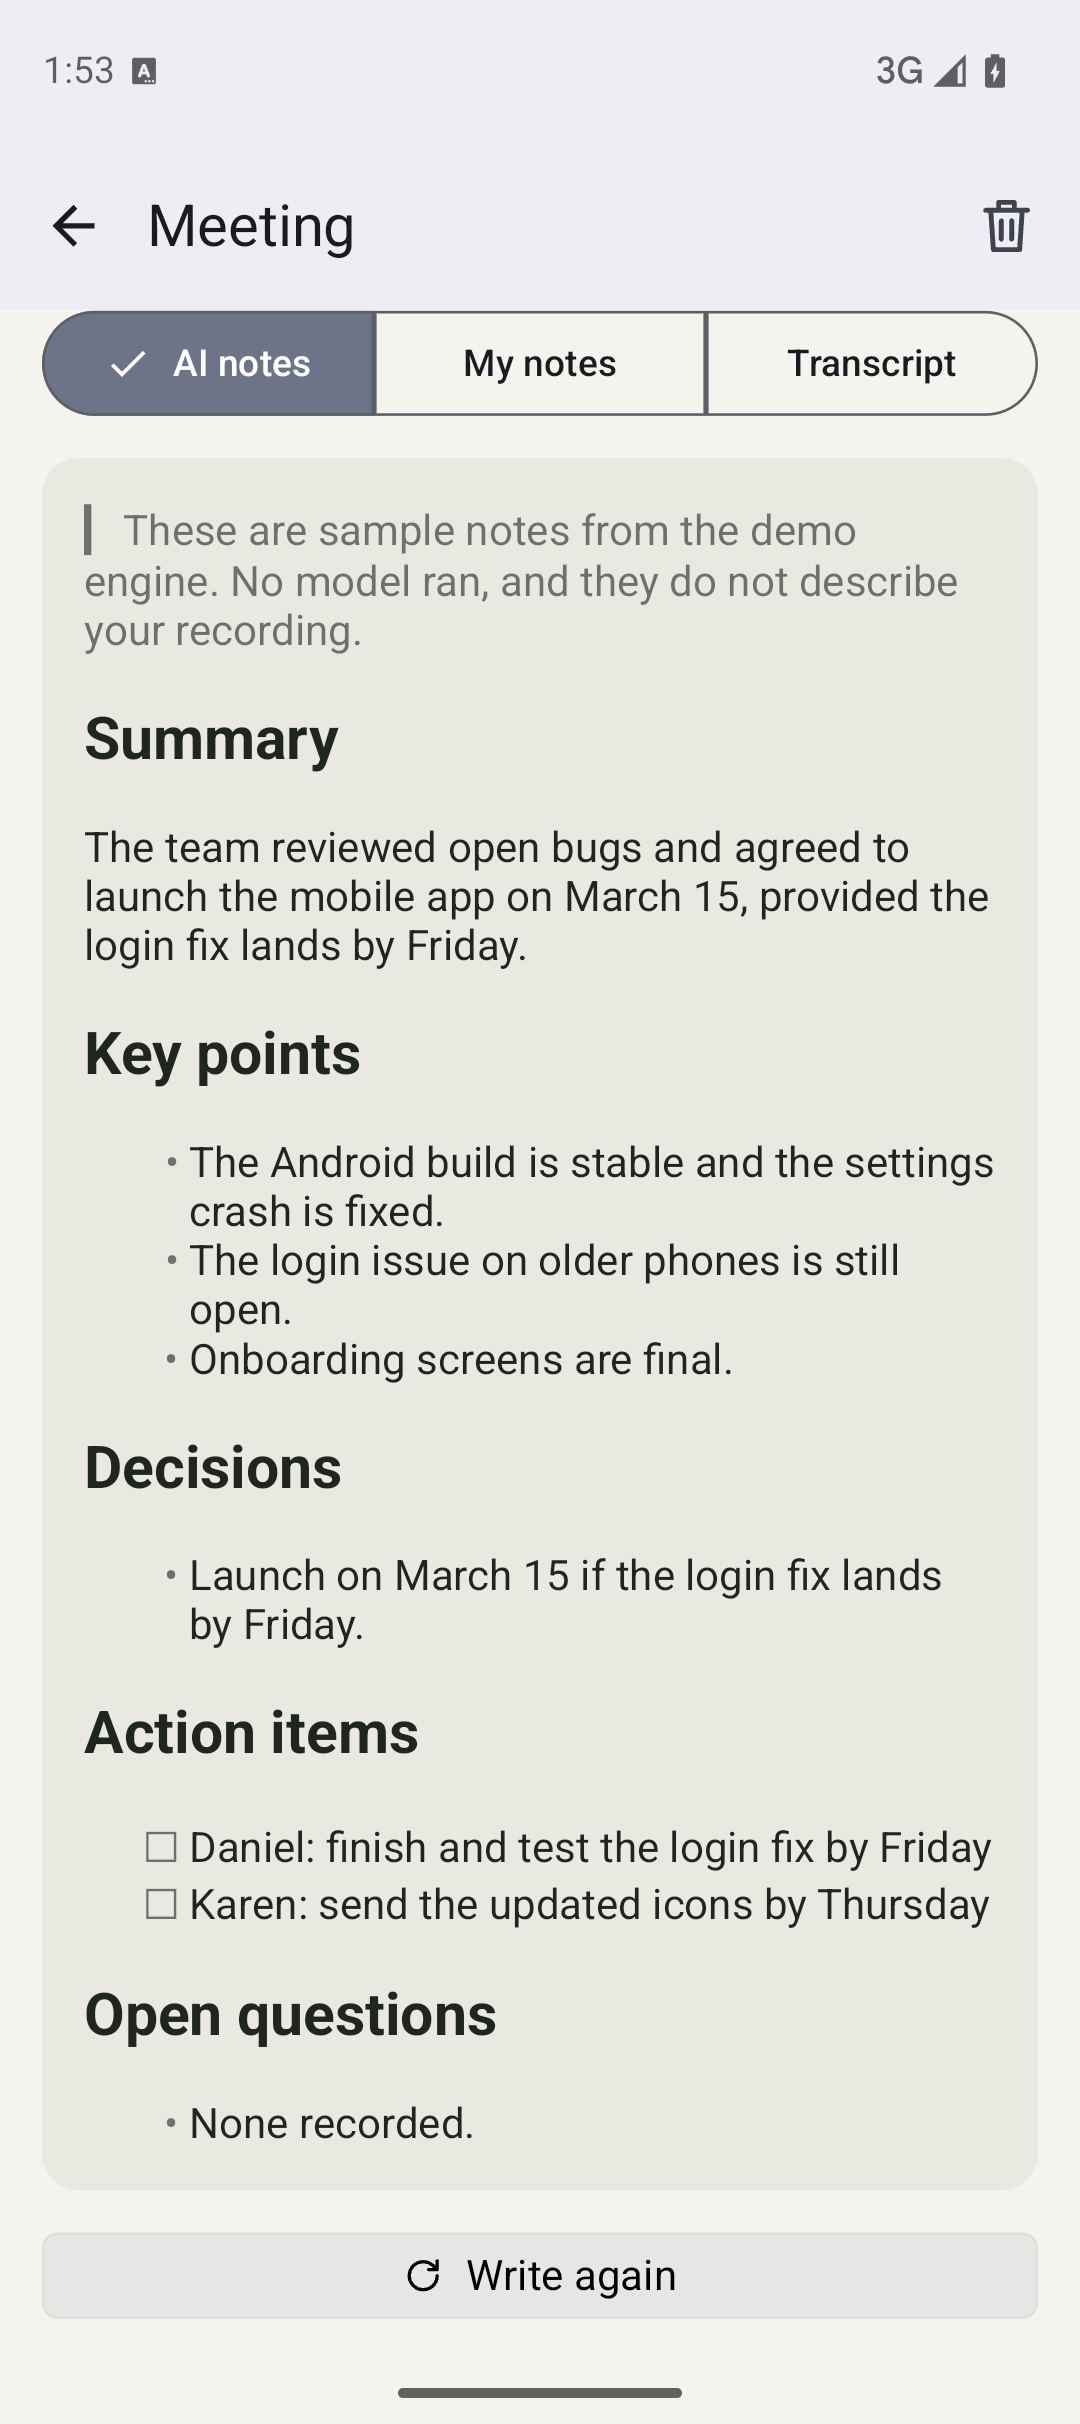 1:53
3G
Meeting
AI notes
My notes
Transcript
These are sample notes from the demo
engine. No model ran, and they do not describe
your recording.
Summary
The team reviewed open bugs and agreed to
launch the mobile app on March 15, provided the
login fix lands by Friday.
Key points
• The Android build is stable and the settings
crash is fixed.
• The login issue on older phones is still
open.
• Onboarding screens are final.
Decisions
• Launch on March 15 if the login fix lands
by Friday.
Action items
☐ Daniel: finish and test the login fix by Friday
☐ Karen: send the updated icons by Thursday
Open questions
• None recorded.
Write again